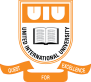 UIU
UNITED INTERNATIONAL UNIVERSITY
QUEST FOR EXCELLENCE